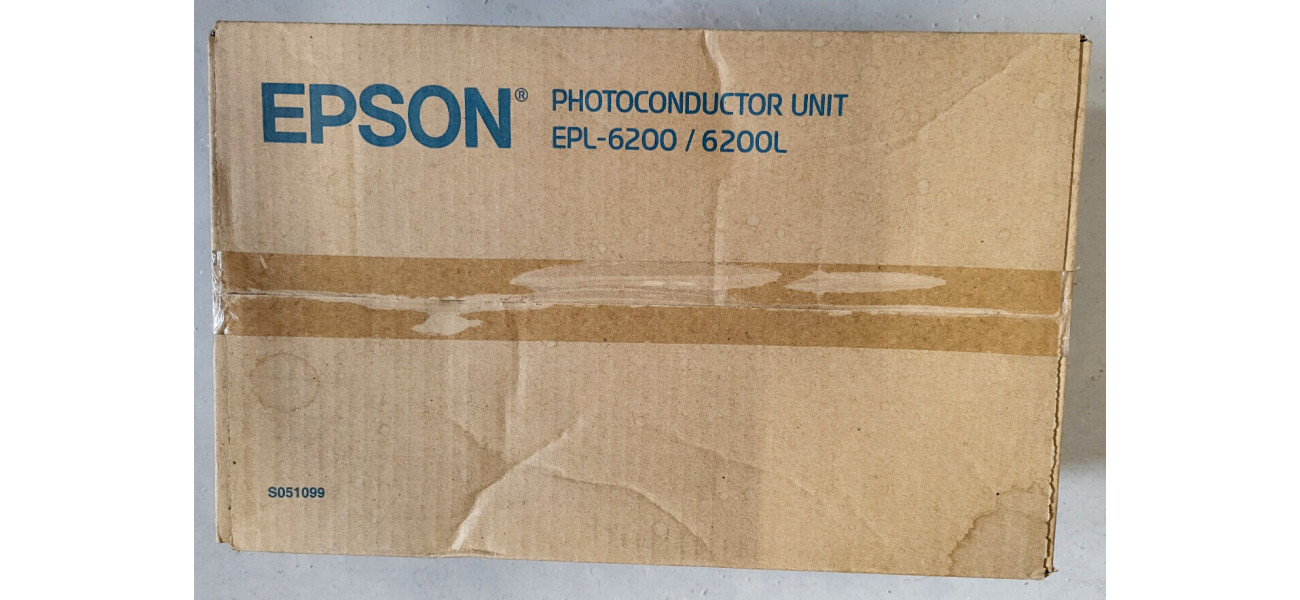 EPSON®
PHOTOCONDUCTOR UNIT
EPL-6200 / 6200L
S051099